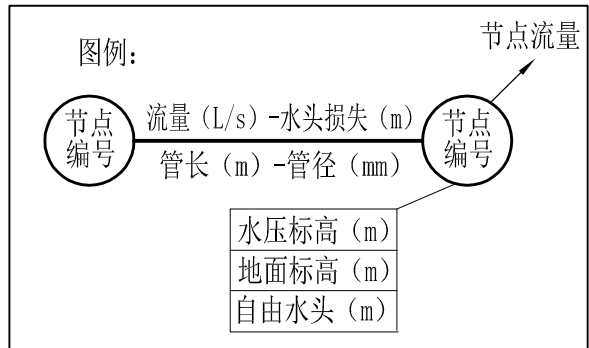 图例：
节点流量
节点
编号
流量（L/s）-水头损失（m）
管长（m）-管径（mm）
节点
编号
水压标高（m）
地面标高（m）
自由水头（m）